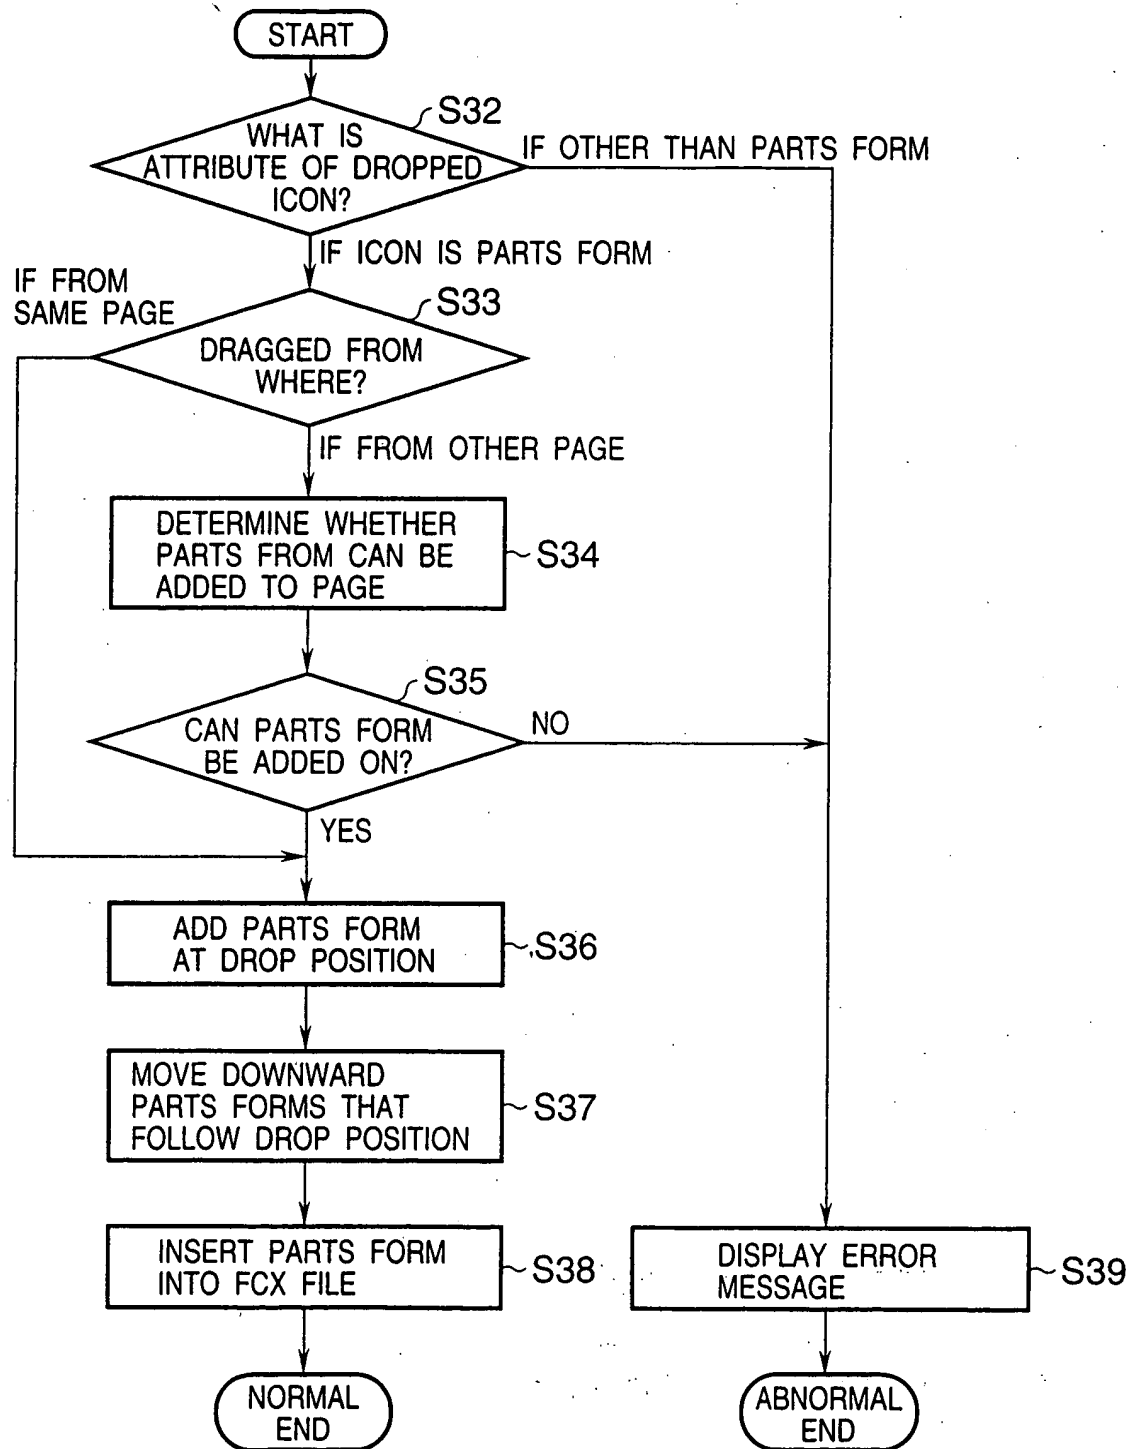 START
S32
WHAT IS
ATTRIBUTE OF DROPPED
ICON?
IF OTHER THAN PARTS FORM
IF ICON IS PARTS FORM
IF FROM
SAME PAGE
S33
DRAGGED FROM
WHERE?
IF FROM OTHER PAGE
DETERMINE WHETHER
PARTS FROM CAN BE
ADDED TO PAGE
S34
S35
CAN PARTS FORM
BE ADDED ON?
NO
YES
ADD PARTS FORM
AT DROP POSITION
S36
MOVE DOWNWARD
PARTS FORMS THAT
FOLLOW DROP POSITION
S37
INSERT PARTS FORM
INTO FCX FILE
S38
DISPLAY ERROR
MESSAGE
S39
NORMAL
END
ABNORMAL
END